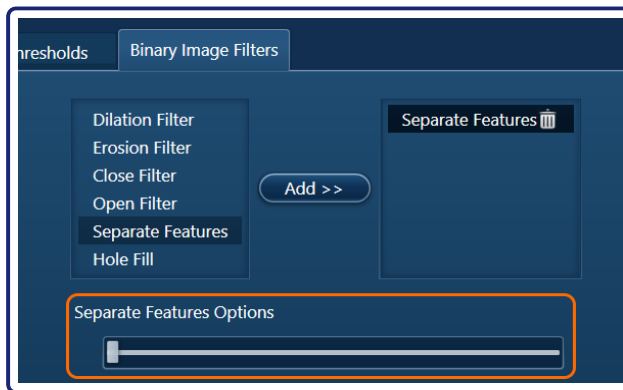 nresholds Binary Image Filters
Dilation Filter
Erosion Filter
Close Filter
Open Filter
Separate Features
Hole Fill
Add >>
Separate Features
Separate Features Options